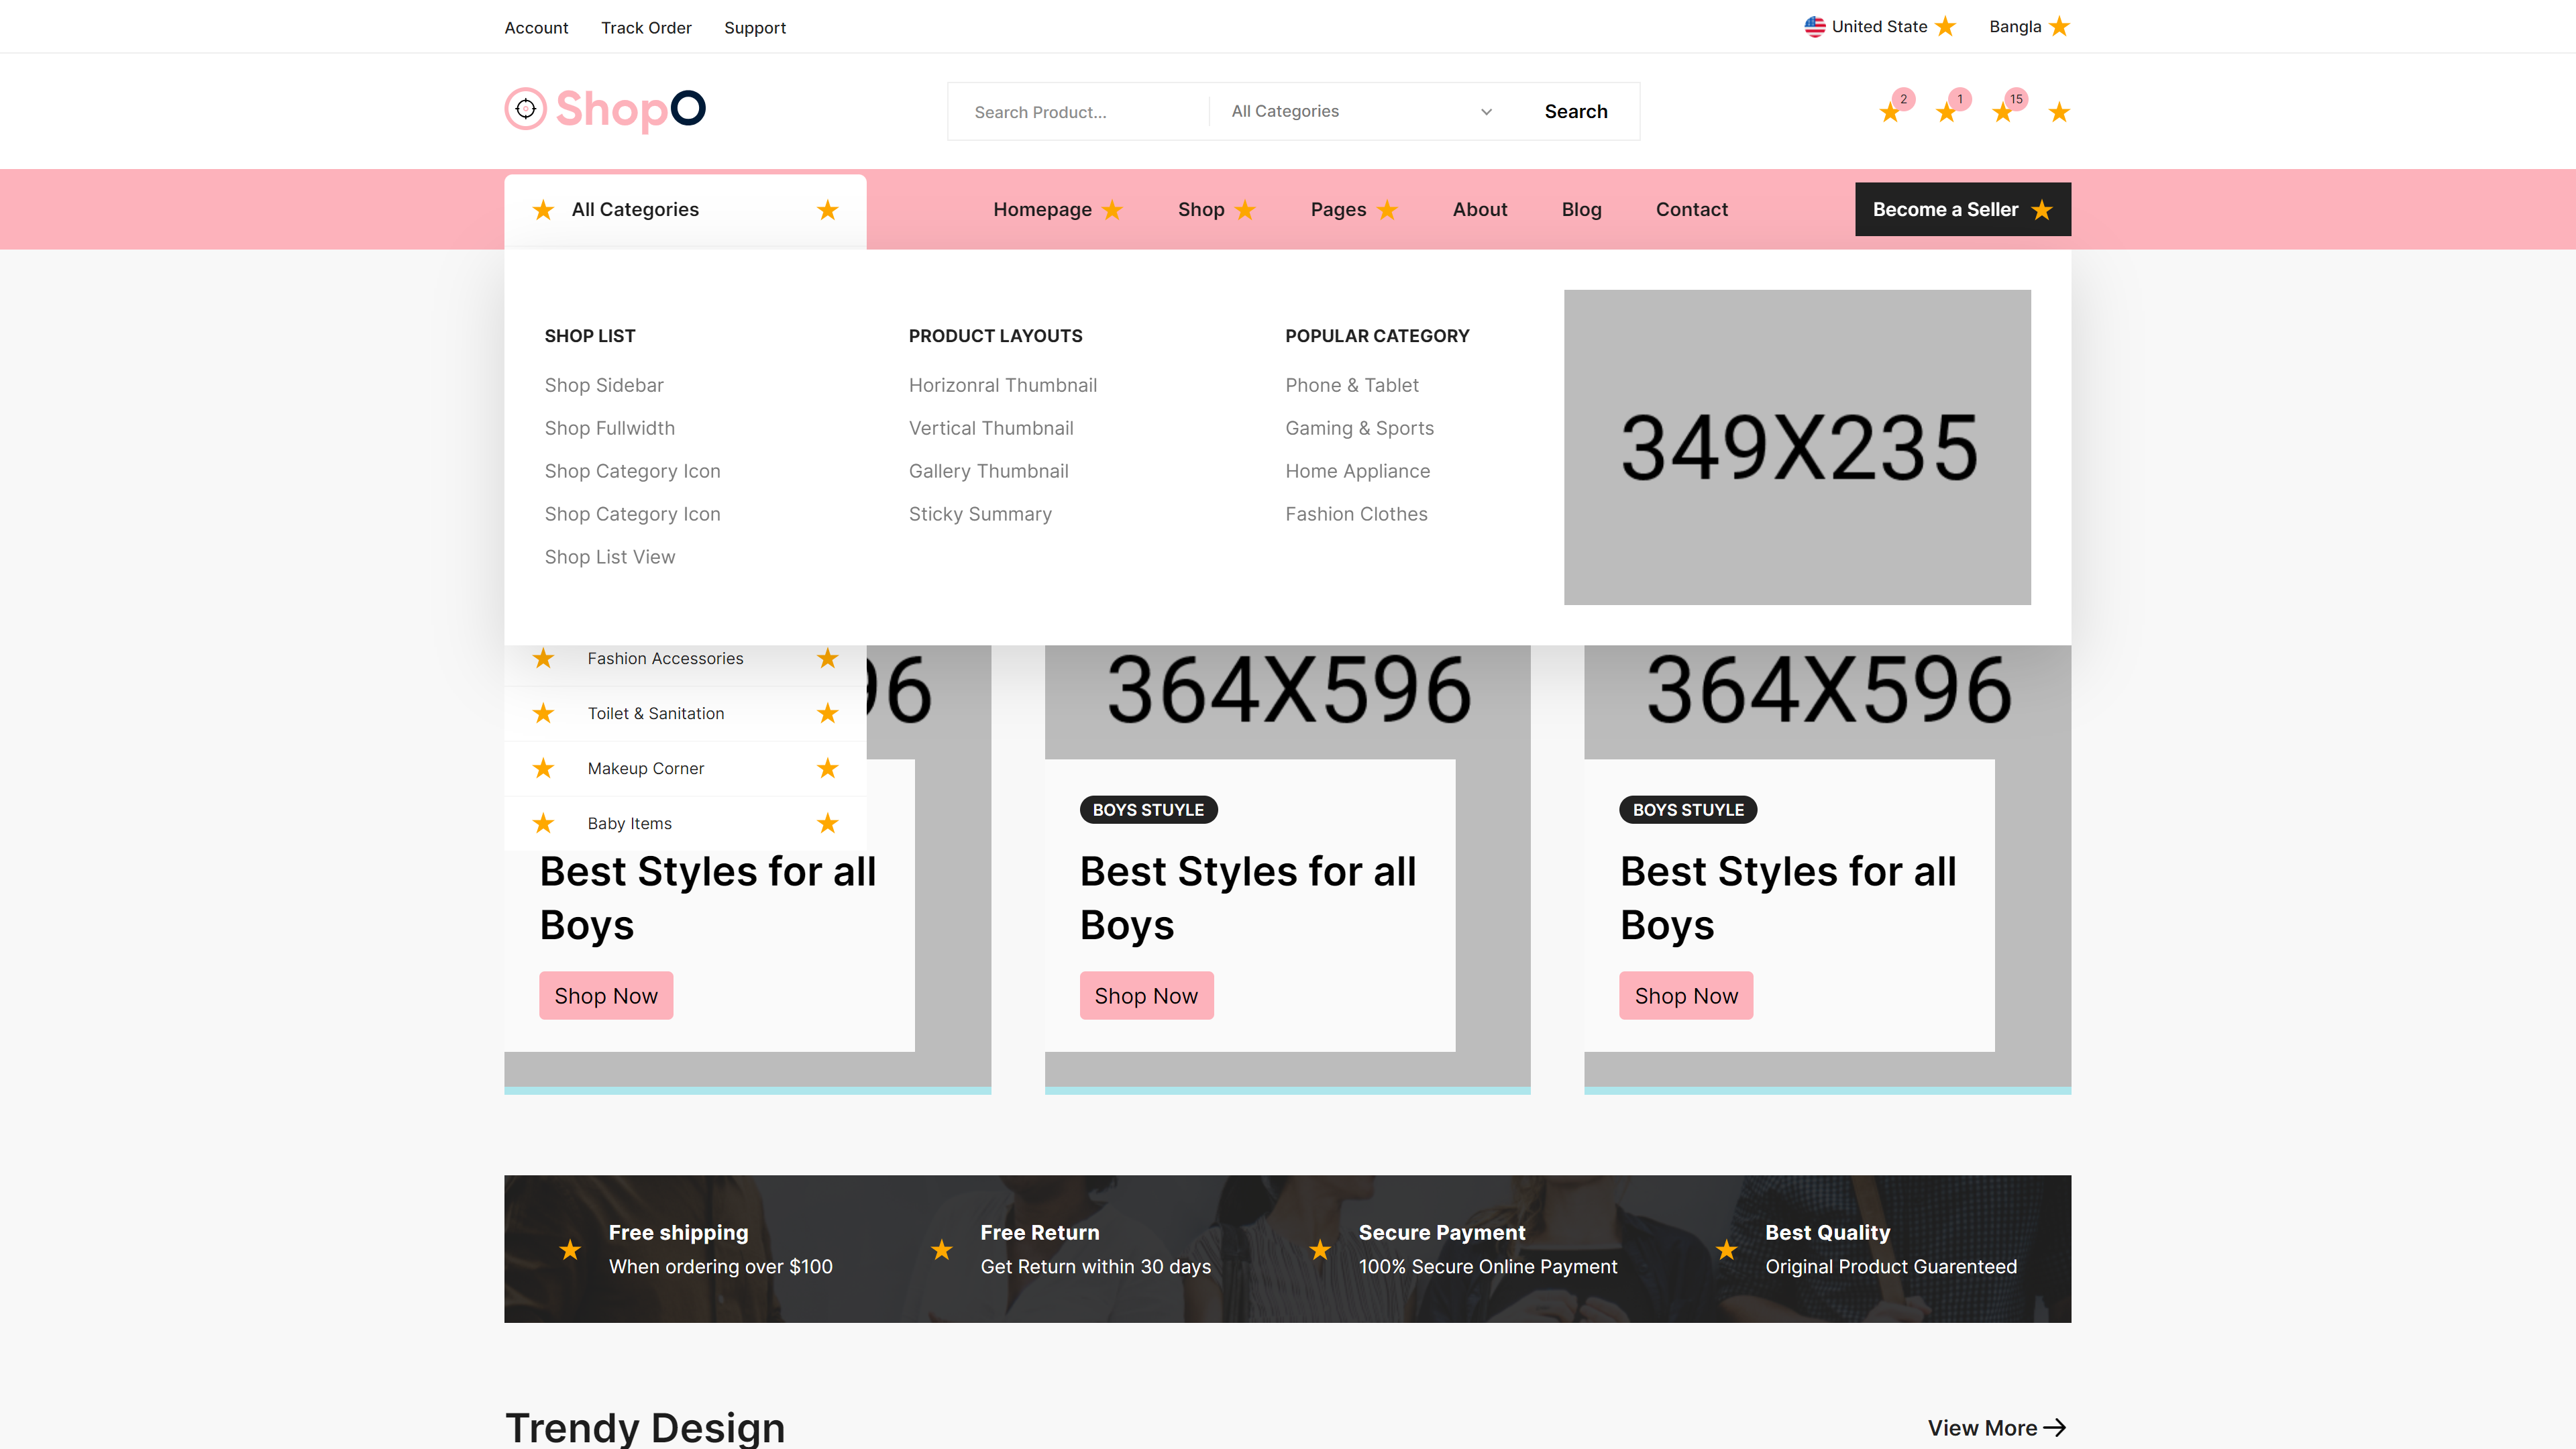 Account Track Order Support United State Bangla
ShopO Search Product... All Categories Search 2 1 15
All Categories Homepage Shop Pages About Blog Contact Become a Seller
SHOP LIST
Shop Sidebar
Shop Fullwidth
Shop Category Icon
Shop Category Icon
Shop List View
PRODUCT LAYOUTS
Horizonral Thumbnail
Vertical Thumbnail
Gallery Thumbnail
Sticky Summary
POPULAR CATEGORY
Phone & Tablet
Gaming & Sports
Home Appliance
Fashion Clothes
349X235
Fashion Accessories
Toilet & Sanitation
Makeup Corner
Baby Items
Best Styles for all
Boys
Shop Now
364X596
BOYS STUYLE
Best Styles for all
Boys
Shop Now
364X596
BOYS STUYLE
Best Styles for all
Boys
Shop Now
Free shipping
When ordering over $100
Free Return
Get Return within 30 days
Secure Payment
100% Secure Online Payment
Best Quality
Original Product Guarenteed
Trendy Design View More